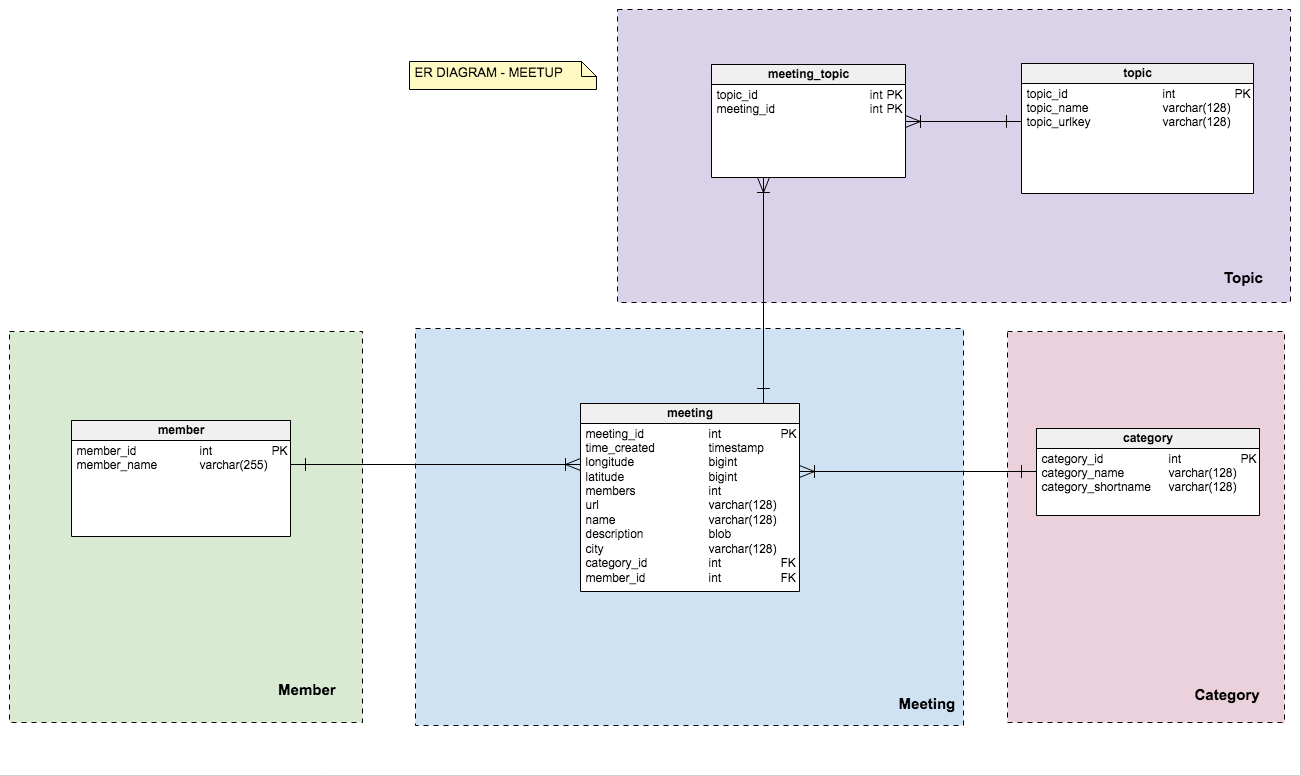 ER DIAGRAM - MEETUP
meeting_topic
topic_id int PK
meeting_id int PK
topic
topic_id int PK
topic_name varchar(128)
topic_urlkey varchar(128)
Topic
member
member_id int PK
member_name varchar(255)
Member
meeting
meeting_id int PK
time_created timestamp
longitude bigint
latitude bigint
members int
url varchar(128)
name varchar(128)
description blob
city varchar(128)
category_id int FK
member_id int FK
Meeting
category
category_id int PK
category_name varchar(128)
category_shortname varchar(128)
Category